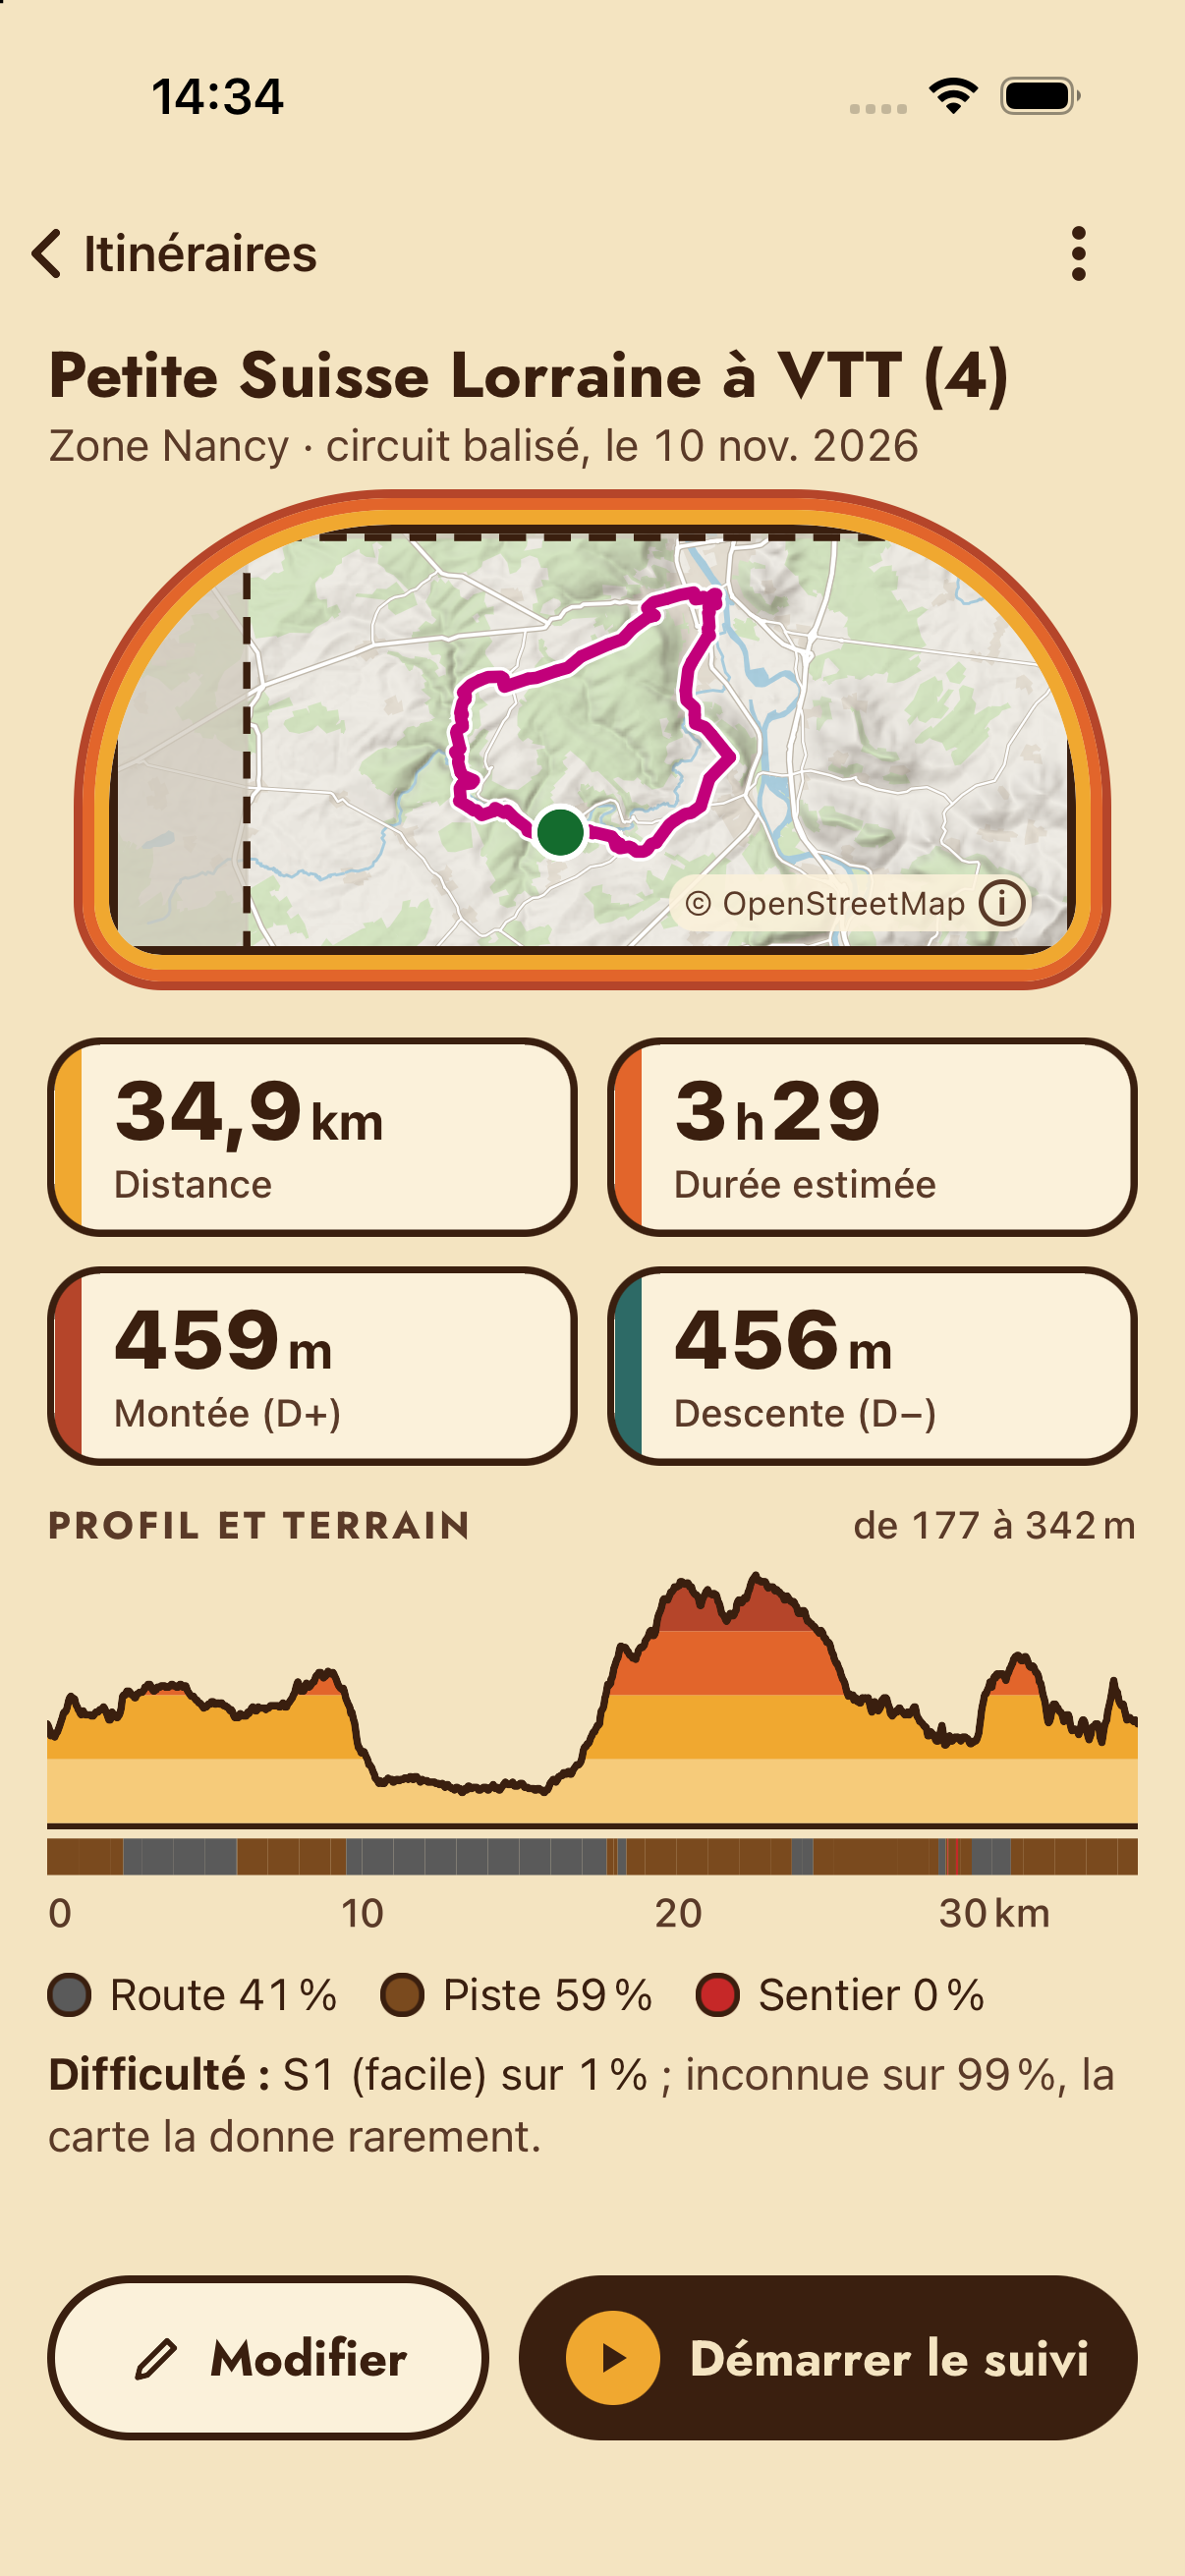 14:34
Itinéraires
Petite Suisse Lorraine à VTT (4)
Zone Nancy · circuit balisé, le 10 nov. 2026
© OpenStreetMap i
34,9 km
Distance
3 h 29
Durée estimée
459 m
Montée (D+)
456 m
Descente (D−)
PROFIL ET TERRAIN
de 177 à 342 m
0 10 20 30 km
Route 41 % Piste 59 % Sentier 0 %
Difficulté : S1 (facile) sur 1 % ; inconnue sur 99 %, la
carte la donne rarement.
Modifier
Démarrer le suivi